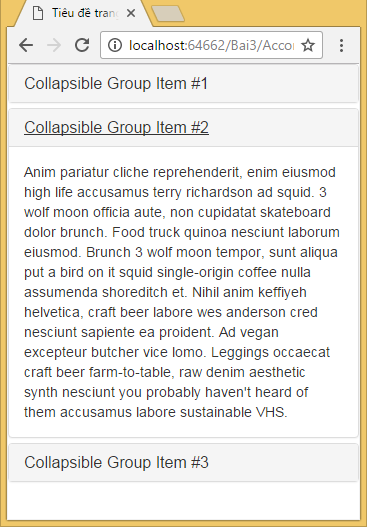 Tiêu đề tran
localhost:64662/Bai3/Accor
Collapsible Group Item #1
Collapsible Group Item #2
Anim pariatur cliche reprehenderit, enim eiusmod
high life accusamus terry richardson ad squid. 3
wolf moon officia aute, non cupidatat skateboard
dolor brunch. Food truck quinoa nesciunt laborum
eiusmod. Brunch 3 wolf moon tempor, sunt aliqua
put a bird on it squid single-origin coffee nulla
assumenda shoreditch et. Nihil anim keffiyeh
helvetica, craft beer labore wes anderson cred
nesciunt sapiente ea proident. Ad vegan
excepteur butcher vice lomo. Leggings occaecat
craft beer farm-to-table, raw denim aesthetic
synth nesciunt you probably haven't heard of
them accusamus labore sustainable VHS.
Collapsible Group Item #3